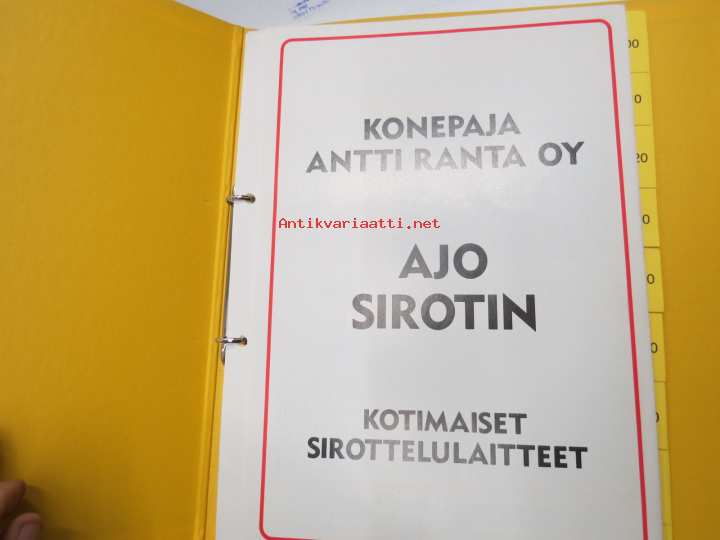 KONEPAJA
ANTTI RANTA OY
Antikvariaatti.net
AJO
SIROTIN
KOTIMAISET
SIROTTELULAITTEET